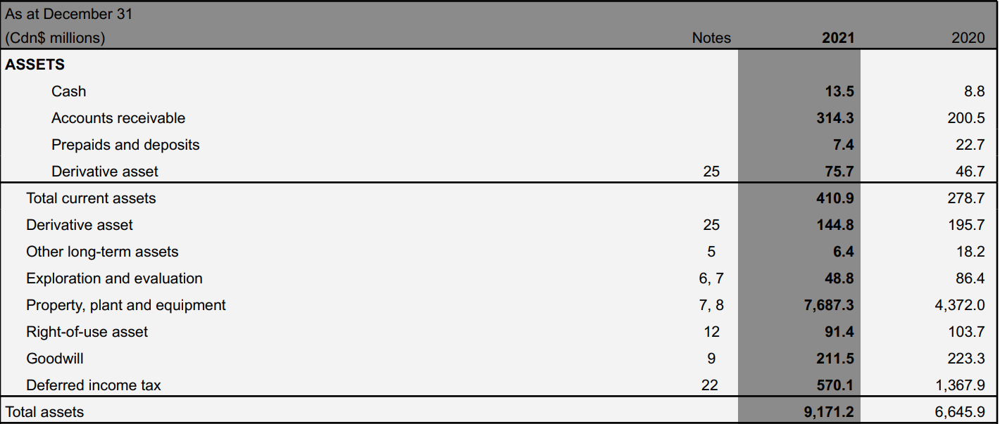 As at December 31
(Cdn$ millions) Notes 2021 2020
ASSETS
Cash 13.5 8.8
Accounts receivable 314.3 200.5
Prepaids and deposits 7.4 22.7
Derivative asset 25 75.7 46.7
Total current assets 410.9 278.7
Derivative asset 25 144.8 195.7
Other long-term assets 5 6.4 18.2
Exploration and evaluation 6, 7 48.8 86.4
Property, plant and equipment 7, 8 7,687.3 4,372.0
Right-of-use asset 12 91.4 103.7
Goodwill 9 211.5 223.3
Deferred income tax 22 570.1 1,367.9
Total assets 9,171.2 6,645.9